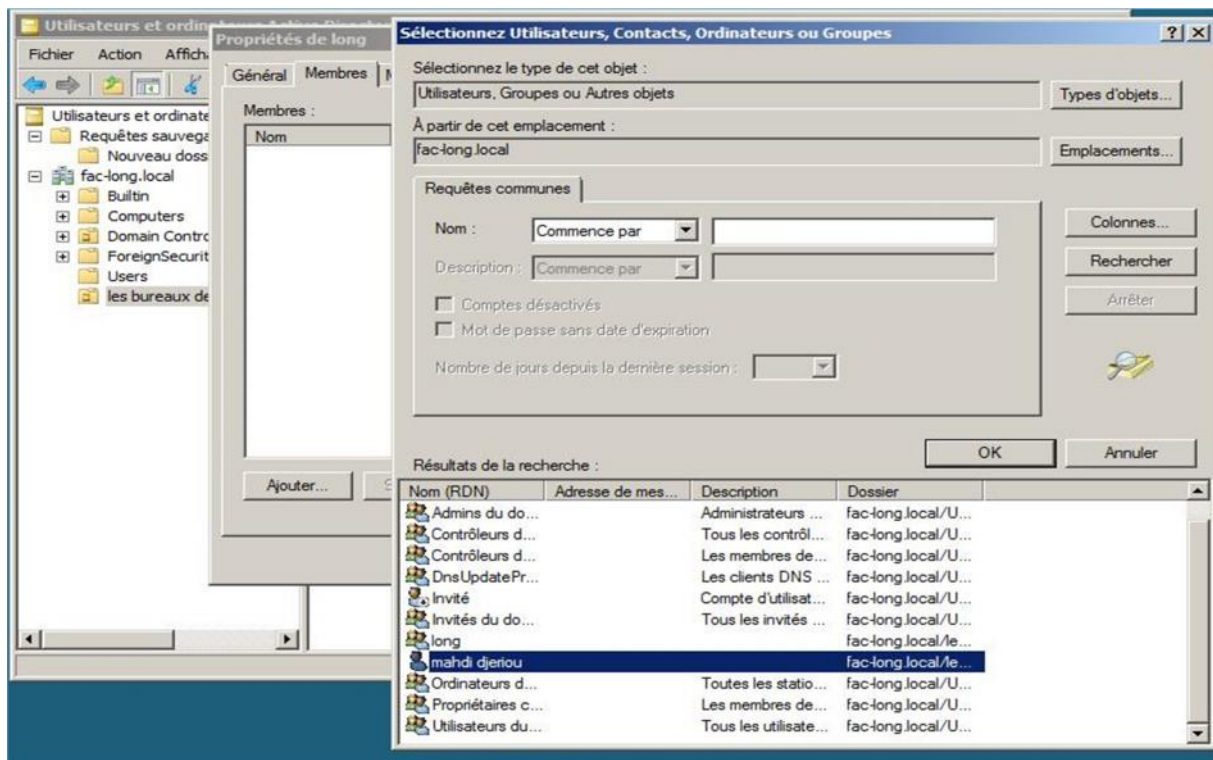 Utilisateurs et ordin
Fichier Action Affich
Utilisateurs et ordinate
Requêtes sauvega
Nouveau doss
fac-long.local
Builtin
Computers
Domain Contrc
ForeignSecurit
Users
les bureaux de
Propriétés de long
Général Membres
Membres :
Nom
Ajouter...
Sélectionnez Utilisateurs, Contacts, Ordinateurs ou Groupes
Sélectionnez le type de cet objet :
Utilisateurs, Groupes ou Autres objets Types d'objets...
À partir de cet emplacement :
fac-long.local Emplacements...
Requêtes communes
Nom : Commence par Colonnes...
Description : Commence par Rechercher
Comptes désactivés Arrêter
Mot de passe sans date d'expiration
Nombre de jours depuis la dernière session :
OK Annuler
Résultats de la recherche :
Nom (RDN) Adresse de mes... Description Dossier
Admins du do... Administrateurs ... fac-long.local/U...
Contrôleurs d... Tous les contrôl... fac-long.local/U...
Contrôleurs d... Les membres de... fac-long.local/U...
DnsUpdatePr... Les clients DNS ... fac-long.local/U...
Invité Compte d'utilisat... fac-long.local/U...
Invités du do... Tous les invités ... fac-long.local/U...
long fac-long.local/le...
mahdi djeriou fac-long.local/le...
Ordinateurs d... Toutes les statio... fac-long.local/U...
Propriétaires c... Les membres de... fac-long.local/U...
Utilisateurs du... Tous les utilisate... fac-long.local/U...